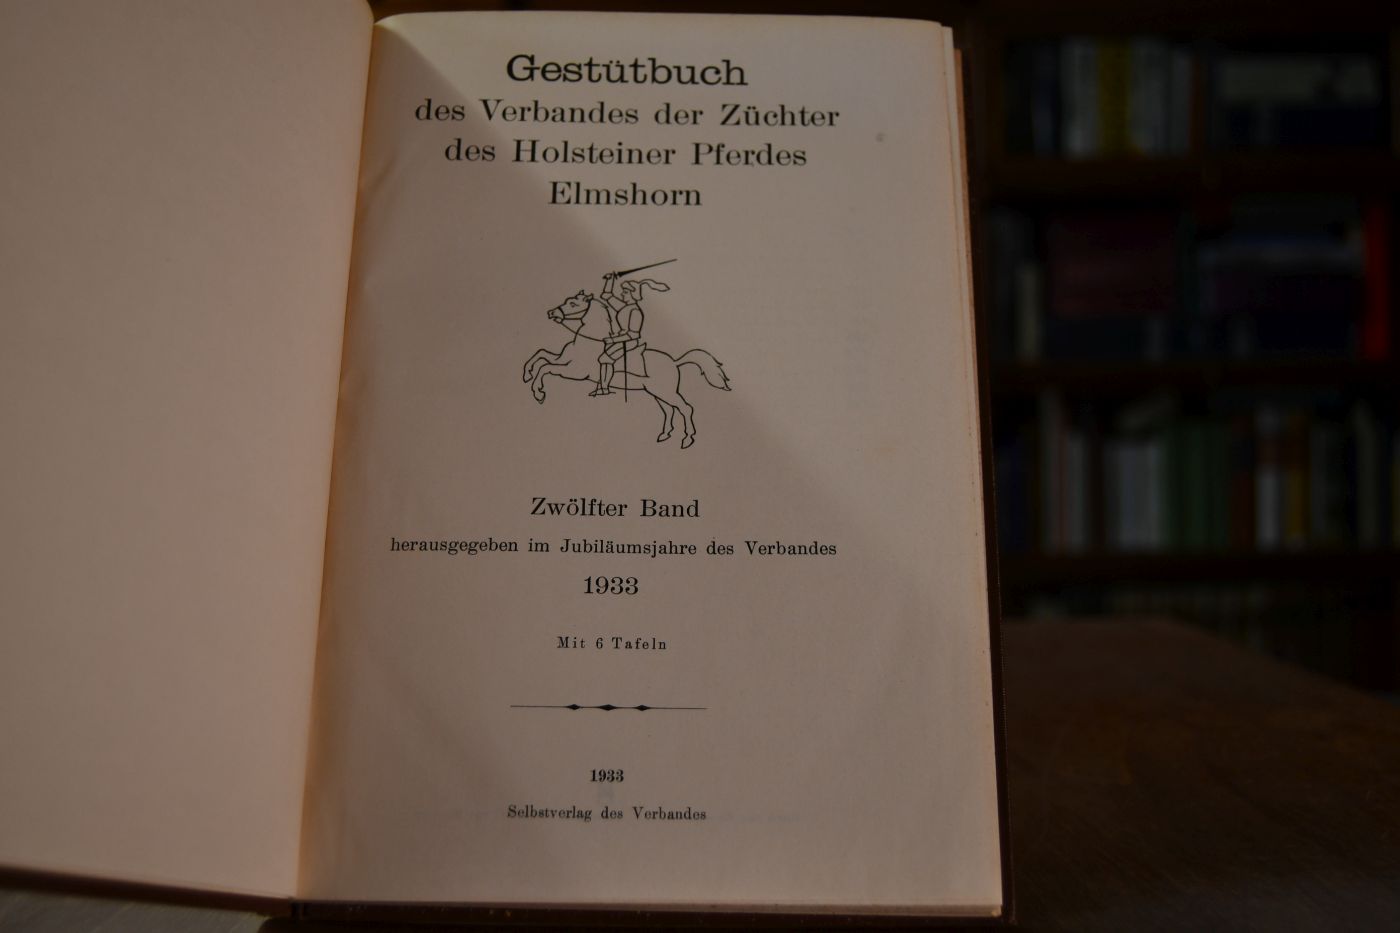 Gestütbuch
des Verbandes der Züchter
des Holsteiner Pferdes
Elmshorn
Zwölfter Band
herausgegeben im Jubiläumsjahre des Verbandes
1933
Mit 6 Tafeln
1933
Selbstverlag des Verbandes